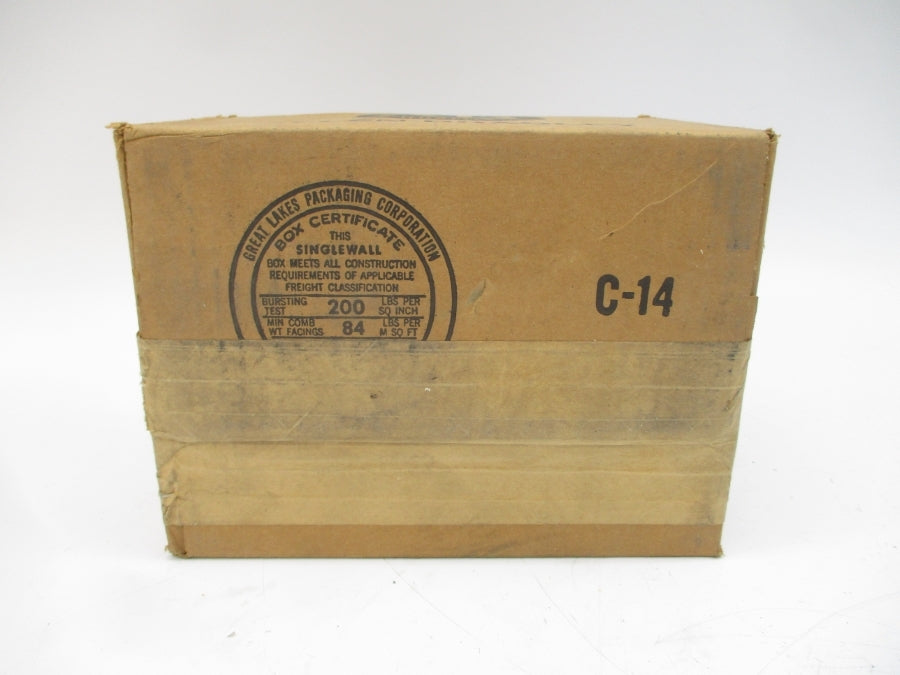 GREAT LAKES PACKAGING CORPORATION
BOX CERTIFICATE
THIS
SINGLEWALL
BOX MEETS ALL CONSTRUCTION
REQUIREMENTS OF APPLICABLE
FREIGHT CLASSIFICATION
BURSTING TEST 200 LBS PER SQ INCH
MIN COMB WT FACINGS 84 LBS PER M SQ FT
C-14